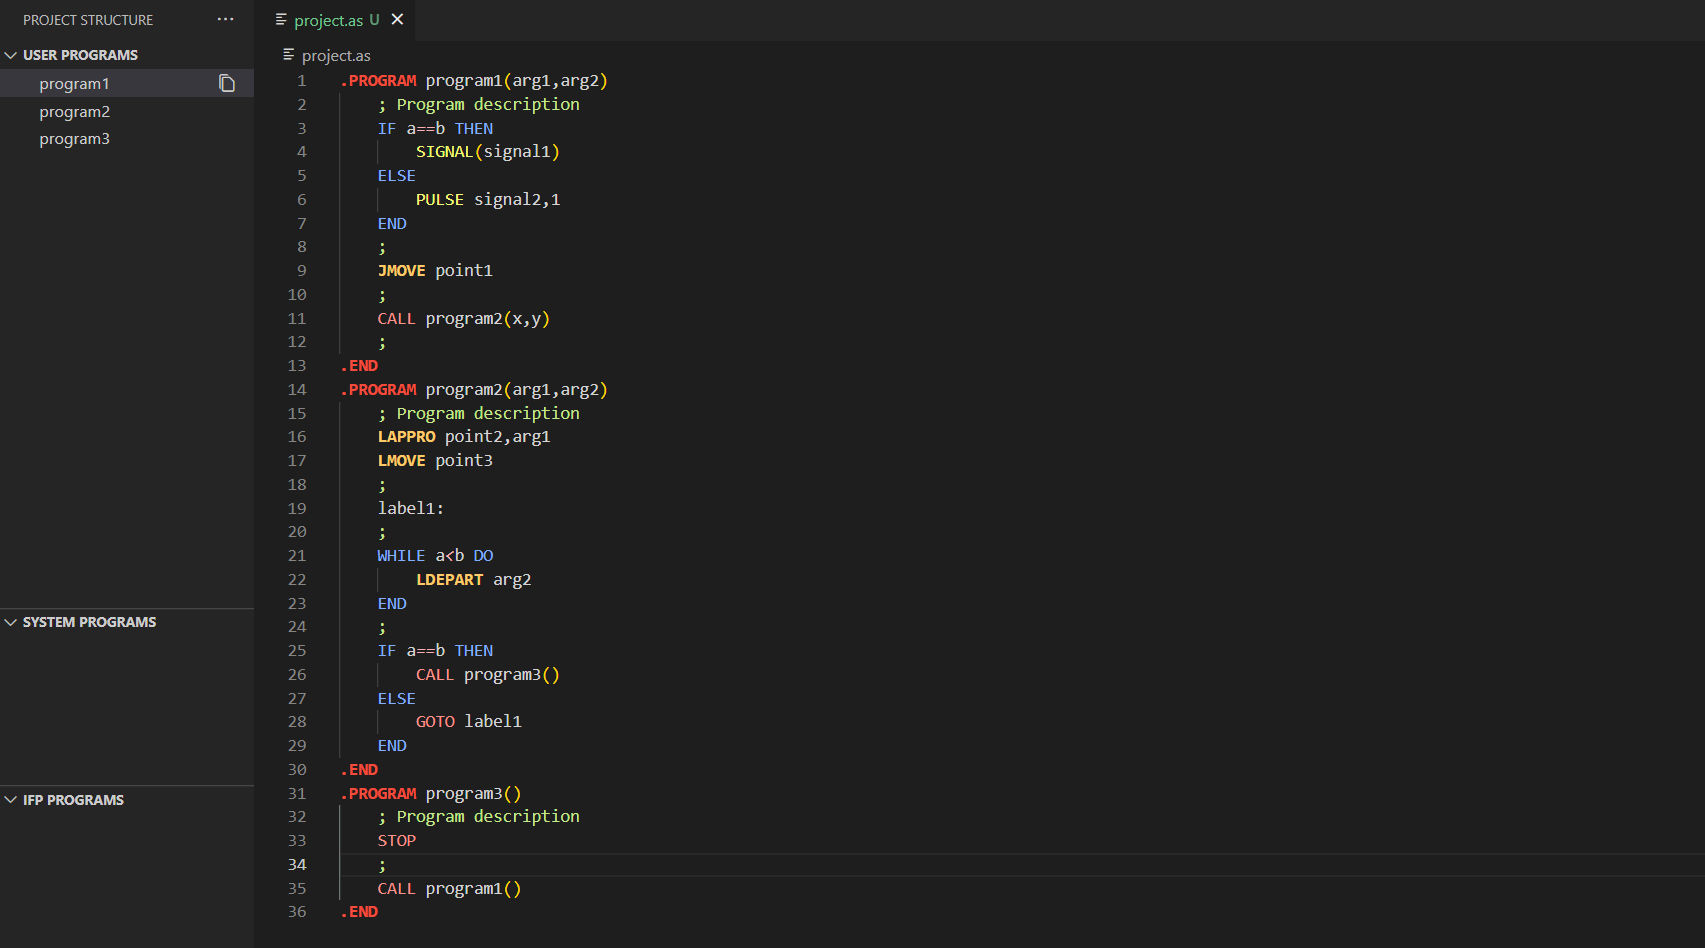 PROJECT STRUCTURE ···
USER PROGRAMS
program1
program2
program3
SYSTEM PROGRAMS
IFP PROGRAMS
project.as U ×
project.as
1 .PROGRAM program1(arg1,arg2)
2 ; Program description
3 IF a==b THEN
4 SIGNAL(signal1)
5 ELSE
6 PULSE signal2,1
7 END
8 ;
9 JMOVE point1
10 ;
11 CALL program2(x,y)
12 ;
13 .END
14 .PROGRAM program2(arg1,arg2)
15 ; Program description
16 LAPPRO point2,arg1
17 LMOVE point3
18 ;
19 label1:
20 ;
21 WHILE a<b DO
22 LDEPART arg2
23 END
24 ;
25 IF a==b THEN
26 CALL program3()
27 ELSE
28 GOTO label1
29 END
30 .END
31 .PROGRAM program3()
32 ; Program description
33 STOP
34 ;
35 CALL program1()
36 .END